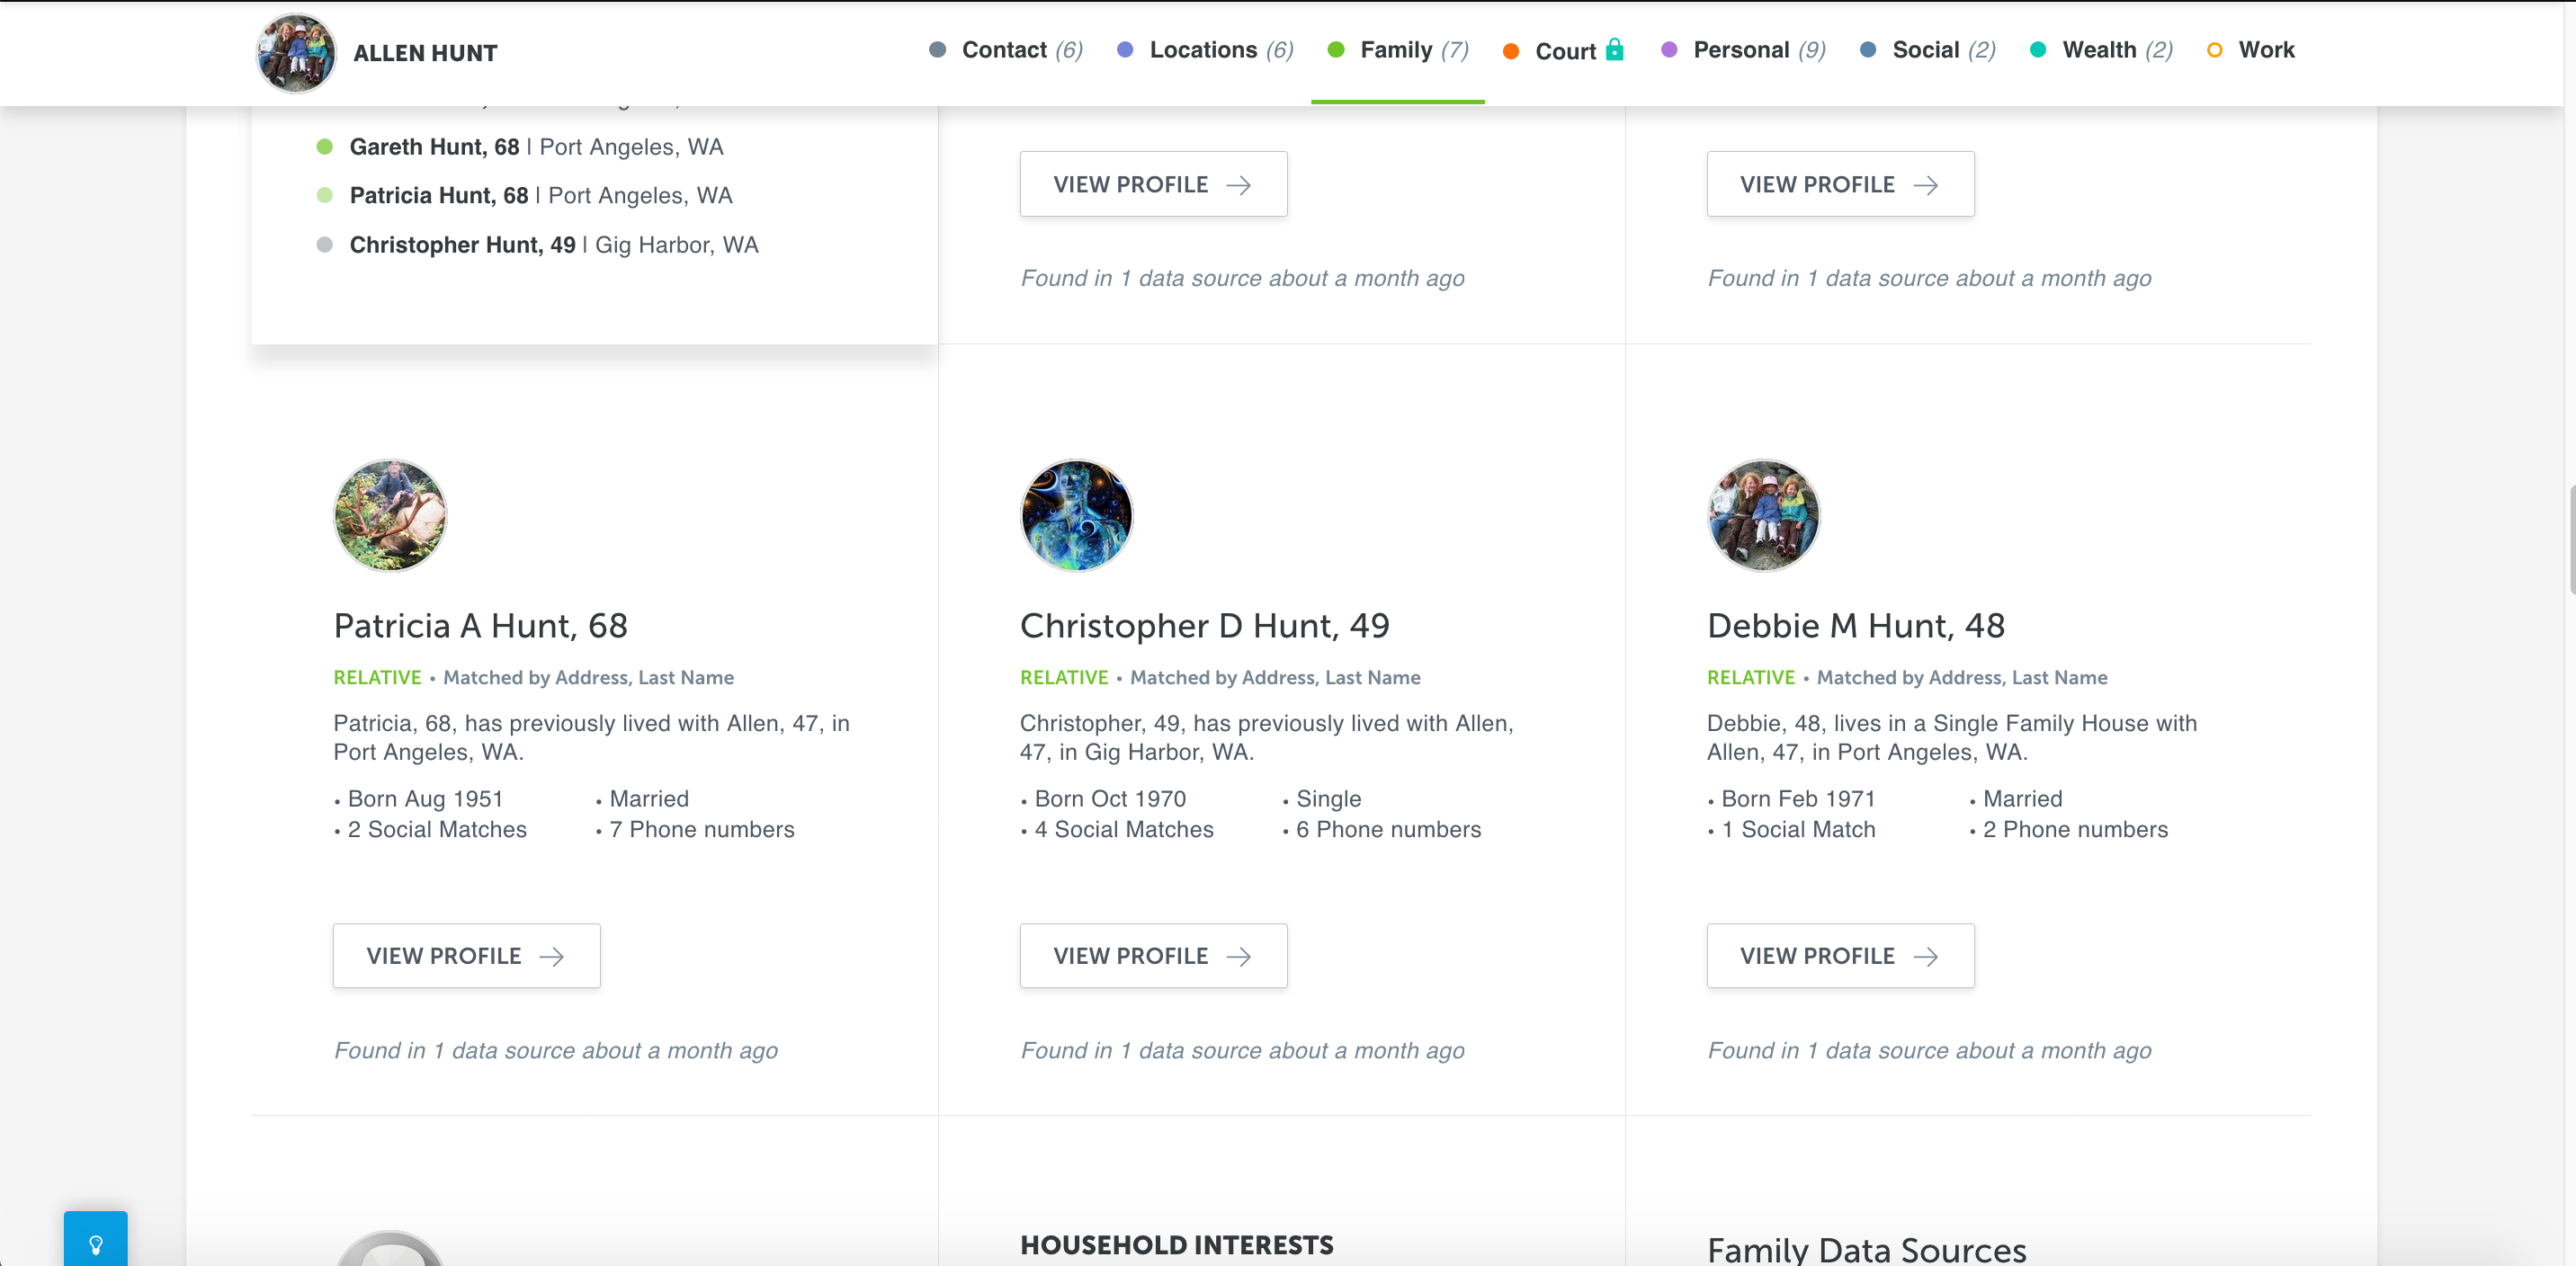 ALLEN HUNT
Contact (6)
Locations (6)
Family (7)
Court
Personal (9)
Social (2)
Wealth (2)
Work
Gareth Hunt, 68 | Port Angeles, WA
Patricia Hunt, 68 | Port Angeles, WA
Christopher Hunt, 49 | Gig Harbor, WA
VIEW PROFILE
Found in 1 data source about a month ago
VIEW PROFILE
Found in 1 data source about a month ago
Patricia A Hunt, 68
RELATIVE • Matched by Address, Last Name
Patricia, 68, has previously lived with Allen, 47, in
Port Angeles, WA.
• Born Aug 1951
• Married
• 2 Social Matches
• 7 Phone numbers
VIEW PROFILE
Found in 1 data source about a month ago
Christopher D Hunt, 49
RELATIVE • Matched by Address, Last Name
Christopher, 49, has previously lived with Allen,
47, in Gig Harbor, WA.
• Born Oct 1970
• Single
• 4 Social Matches
• 6 Phone numbers
VIEW PROFILE
Found in 1 data source about a month ago
Debbie M Hunt, 48
RELATIVE • Matched by Address, Last Name
Debbie, 48, lives in a Single Family House with
Allen, 47, in Port Angeles, WA.
• Born Feb 1971
• Married
• 1 Social Match
• 2 Phone numbers
VIEW PROFILE
Found in 1 data source about a month ago
HOUSEHOLD INTERESTS
Family Data Sources